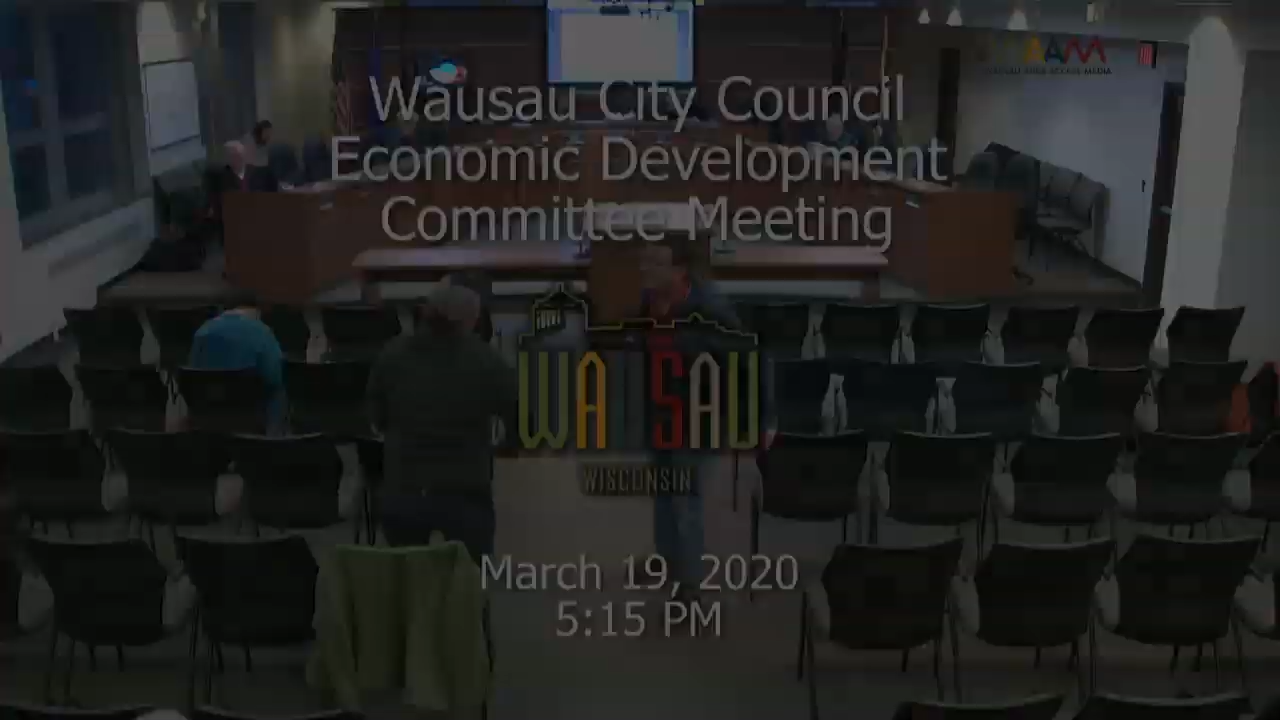 Wausau City Council
Economic Development
Committee Meeting
WAUSAU
WISCONSIN
March 19, 2020
5:15 PM